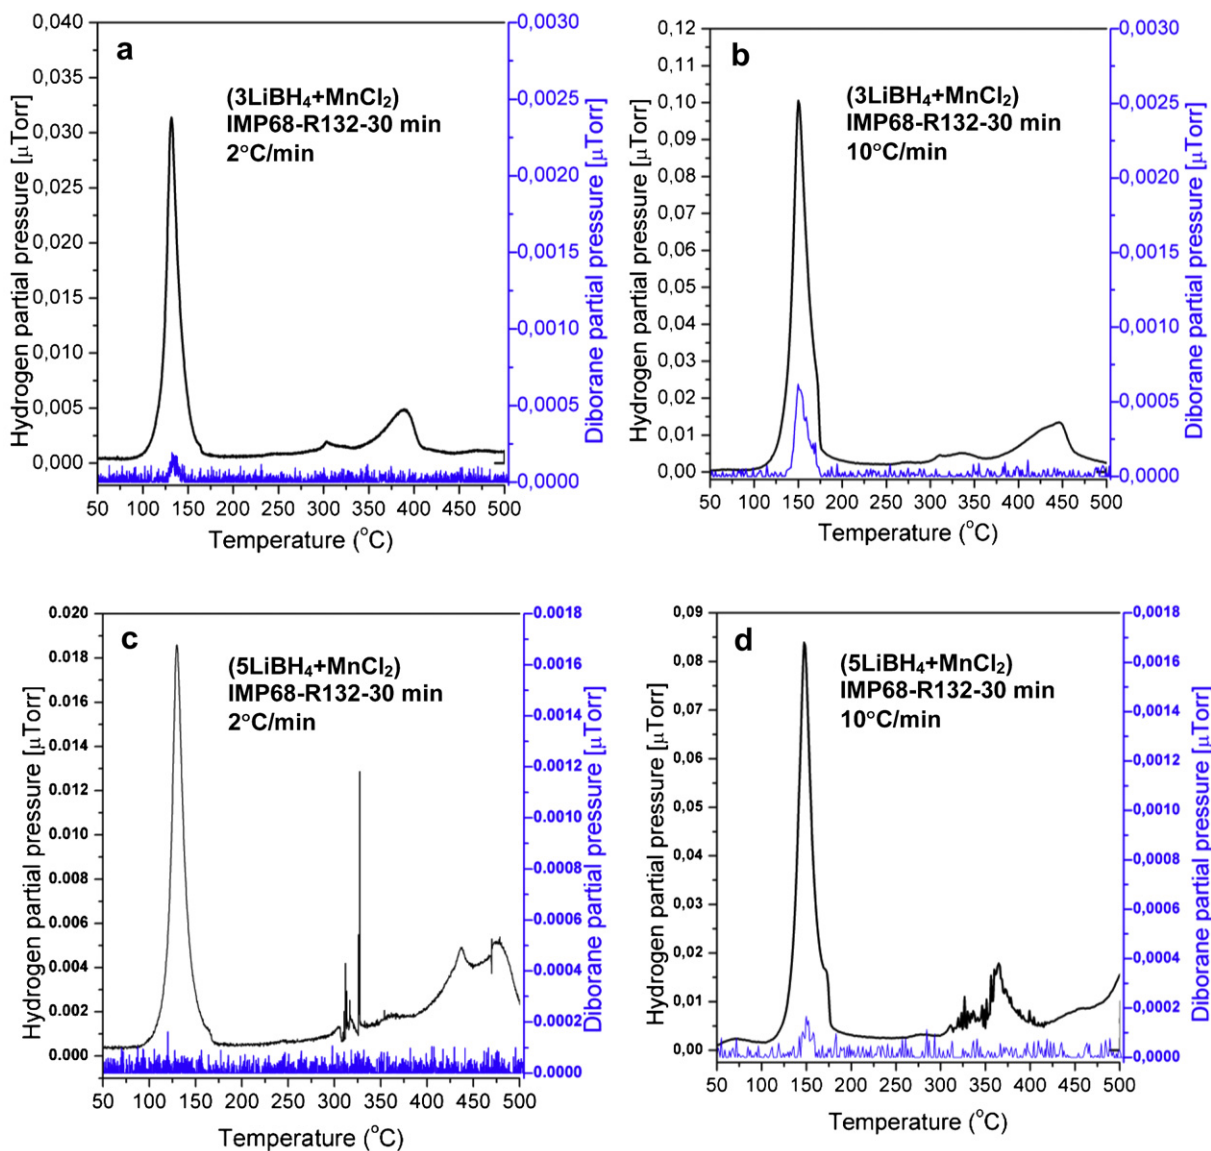 a
(3LiBH4+MnCl2)
IMP68-R132-30 min
2°C/min
Hydrogen partial pressure [μTorr]
0,040
0,035
0,030
0,025
0,020
0,015
0,010
0,005
0,000
0,0030
0,0025
0,0020
0,0015
0,0010
0,0005
0,0000
Diborane partial pressure [μTorr]
50 100 150 200 250 300 350 400 450 500
Temperature (°C)
b
(3LiBH4+MnCl2)
IMP68-R132-30 min
10°C/min
Hydrogen partial pressure [μTorr]
0,12
0,11
0,10
0,09
0,08
0,07
0,06
0,05
0,04
0,03
0,02
0,01
0,00
0,0030
0,0025
0,0020
0,0015
0,0010
0,0005
0,0000
Diborane partial pressure [μTorr]
50 100 150 200 250 300 350 400 450 500
Temperature (°C)
c
(5LiBH4+MnCl2)
IMP68-R132-30 min
2°C/min
Hydrogen partial pressure [μTorr]
0.020
0.018
0.016
0.014
0.012
0.010
0.008
0.006
0.004
0.002
0.000
0.0018
0.0016
0.0014
0.0012
0.0010
0.0008
0.0006
0.0004
0.0002
0.0000
Diborane partial pressure [μTorr]
50 100 150 200 250 300 350 400 450 500
Temperature (°C)
d
(5LiBH4+MnCl2)
IMP68-R132-30 min
10°C/min
Hydrogen partial pressure [μTorr]
0,09
0,08
0,07
0,06
0,05
0,04
0,03
0,02
0,01
0,00
0,0018
0,0016
0,0014
0,0012
0,0010
0,0008
0,0006
0,0004
0,0002
0,0000
Diborane partial pressure [μTorr]
50 100 150 200 250 300 350 400 450 500
Temperature (°C)